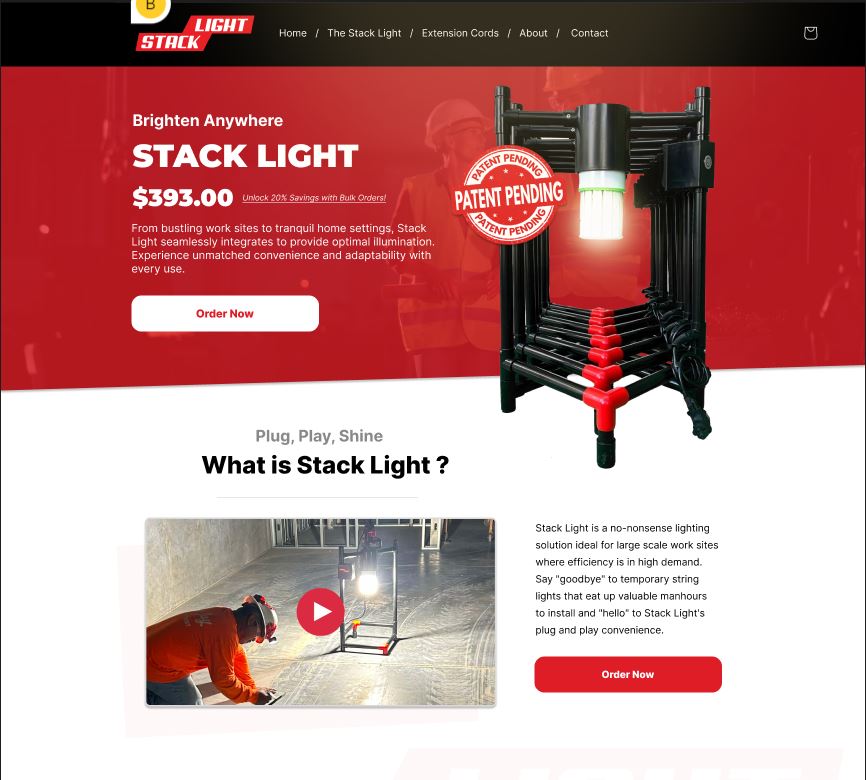 B
LIGHT
STACK
Home / The Stack Light / Extension Cords / About / Contact
Brighten Anywhere
STACK LIGHT
$393.00 Unlock 20% Savings with Bulk Orders!
From bustling work sites to tranquil home settings, Stack
Light seamlessly integrates to provide optimal illumination.
Experience unmatched convenience and adaptability with
every use.
Order Now
PATENT PENDING
PATENT PENDING
PATENT PENDING
Plug, Play, Shine
What is Stack Light ?
Stack Light is a no-nonsense lighting
solution ideal for large scale work sites
where efficiency is in high demand.
Say "goodbye" to temporary string
lights that eat up valuable manhours
to install and "hello" to Stack Light's
plug and play convenience.
Order Now